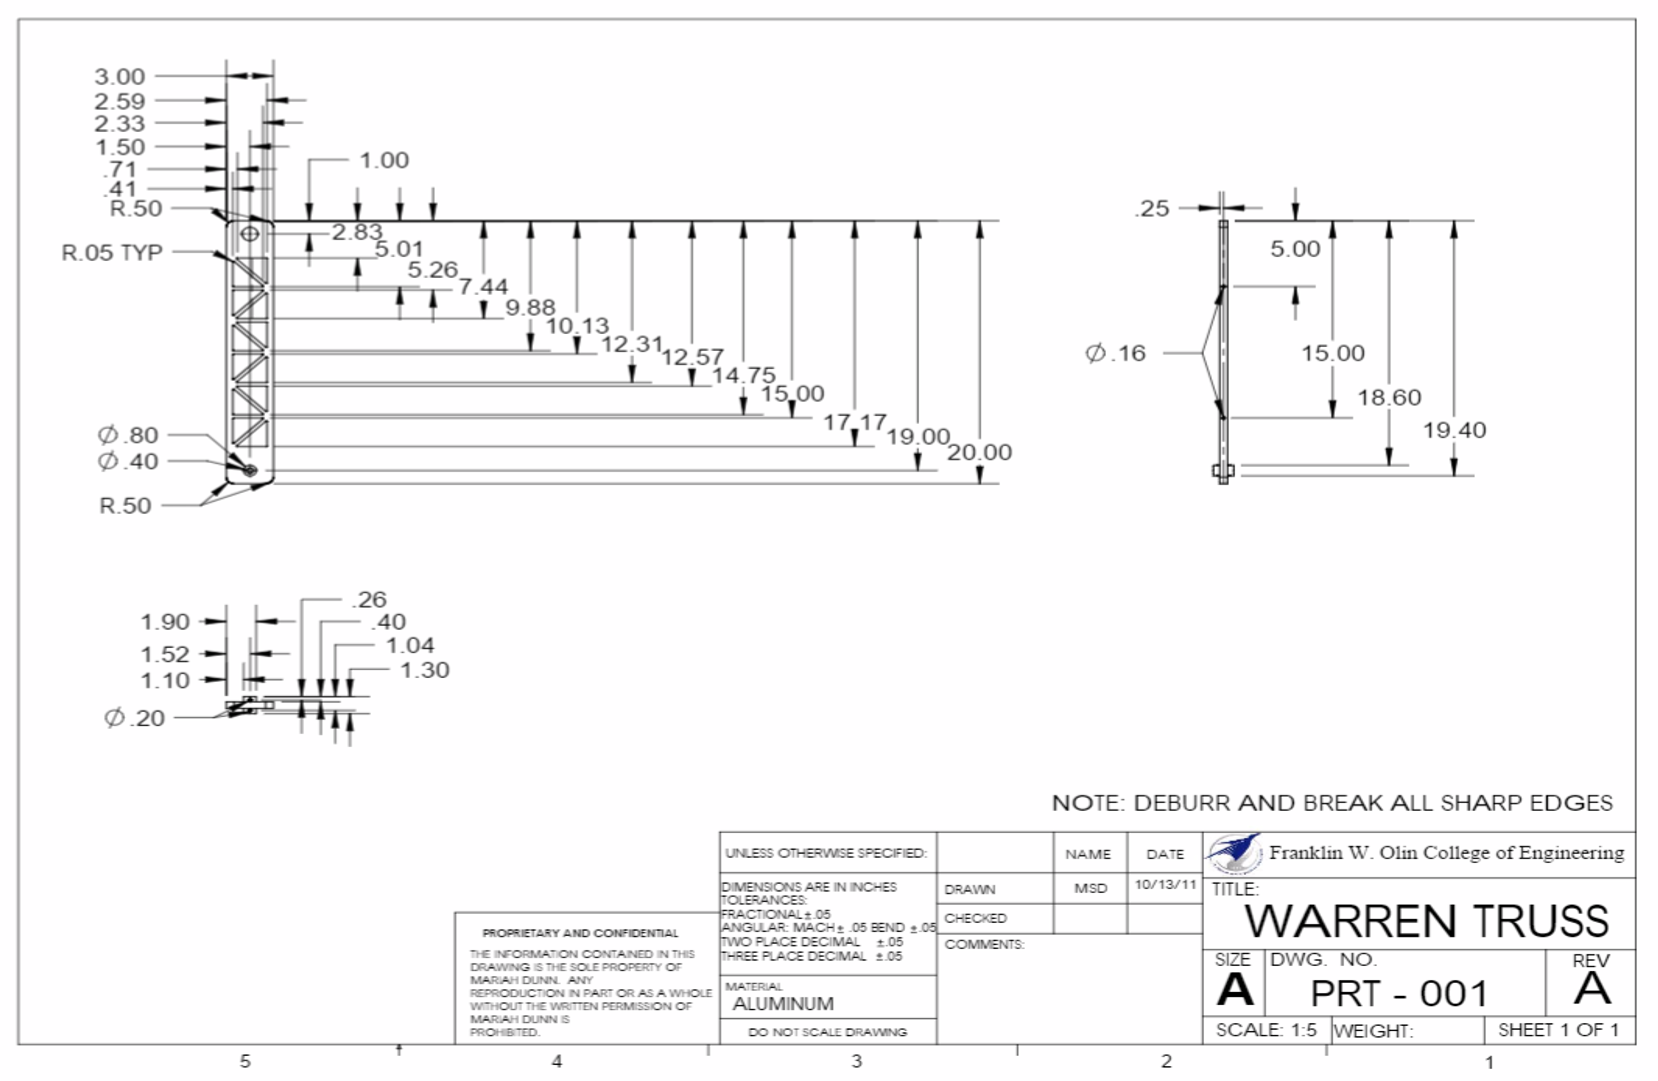 3.00
2.59
2.33
1.50
.71
.41
R.50
R.05 TYP
1.00
2.83
5.01
5.26
7.44
9.88
10.13
12.31
12.57
14.75
15.00
17.17
19.00
20.00
Ø.80
Ø.40
R.50
.25
5.00
Ø.16
15.00
18.60
19.40
1.90
1.52
1.10
Ø.20
.26
.40
1.04
1.30
NOTE: DEBURR AND BREAK ALL SHARP EDGES
PROPRIETARY AND CONFIDENTIAL
THE INFORMATION CONTAINED IN THIS
DRAWING IS THE SOLE PROPERTY OF
MARIAH DUNN. ANY
REPRODUCTION IN PART OR AS A WHOLE
WITHOUT THE WRITTEN PERMISSION OF
MARIAH DUNN IS
PROHIBITED.
UNLESS OTHERWISE SPECIFIED:
DIMENSIONS ARE IN INCHES
TOLERANCES:
FRACTIONAL±.05
ANGULAR: MACH± .05 BEND ±.05
TWO PLACE DECIMAL ±.05
THREE PLACE DECIMAL ±.05
MATERIAL
ALUMINUM
DO NOT SCALE DRAWING
NAME DATE
DRAWN MSD 10/13/11
CHECKED
COMMENTS:
Franklin W. Olin College of Engineering
TITLE:
WARREN TRUSS
SIZE DWG. NO. REV
A PRT - 001 A
SCALE: 1:5 WEIGHT: SHEET 1 OF 1
5 4 3 2 1